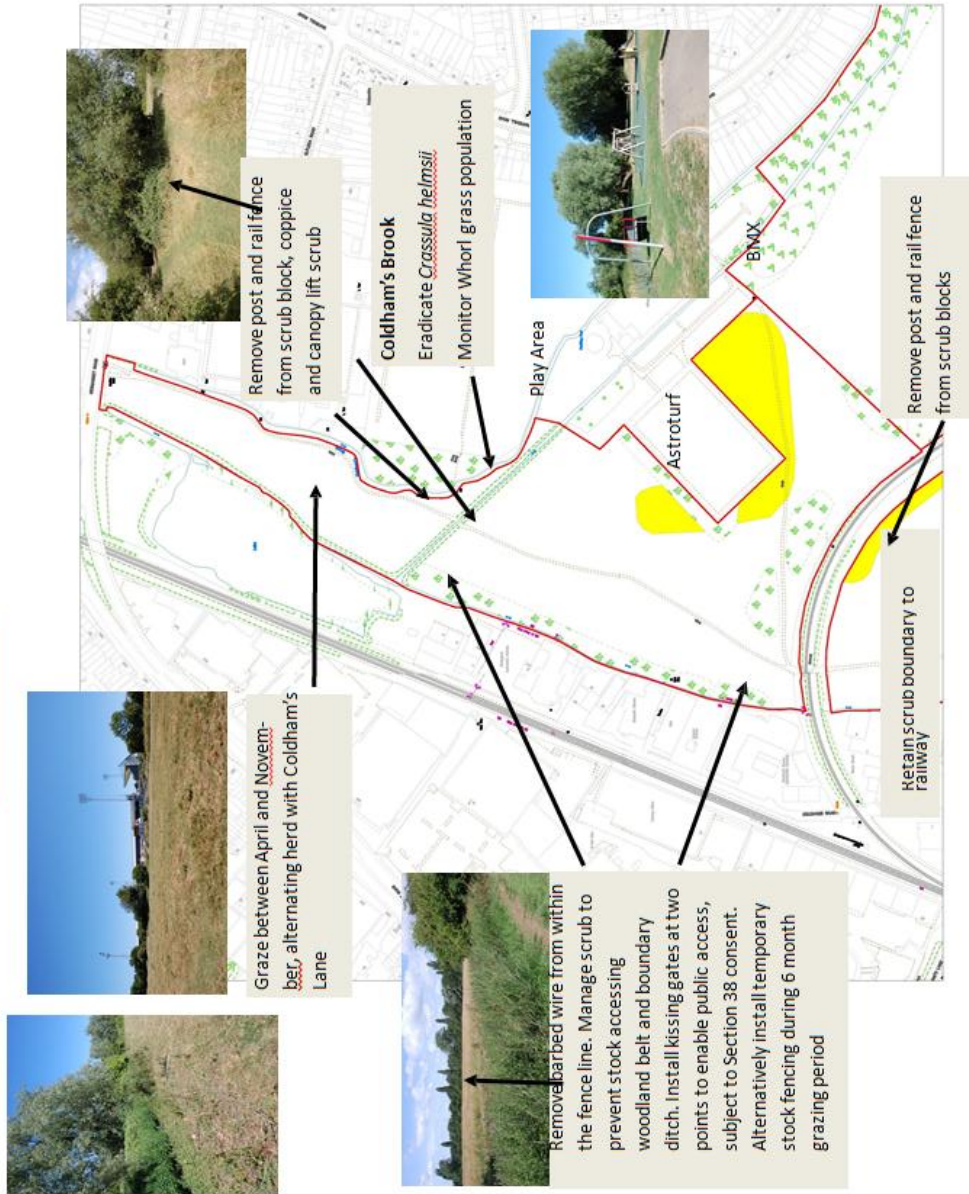 Graze between April and Novem-
ber, alternating herd with Coldham's
Lane
Remove barbed wire from within
the fence line. Manage scrub to
prevent stock accessing
woodland belt and boundary
ditch. Install kissing gates at two
points to enable public access,
subject to Section 38 consent.
Alternatively install temporary
stock fencing during 6 month
grazing period
Remove post and rail fence
from scrub block, coppice
and canopy lift scrub
Coldham's Brook
Eradicate Crassula helmsii
Monitor Whorl grass population
Play Area
BMX
Astroturf
Retain scrub boundary to
railway
Remove post and rail fence
from scrub blocks